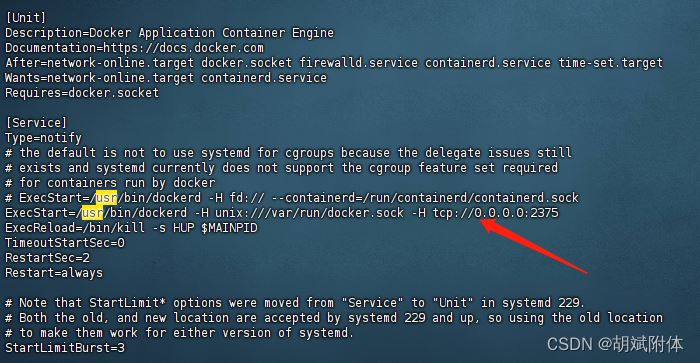 [Unit]
Description=Docker Application Container Engine
Documentation=https://docs.docker.com
After=network-online.target docker.socket firewalld.service containerd.service time-set.target
Wants=network-online.target containerd.service
Requires=docker.socket
[Service]
Type=notify
# the default is not to use systemd for cgroups because the delegate issues still
# exists and systemd currently does not support the cgroup feature set required
# for containers run by docker
# ExecStart=/usr/bin/dockerd -H fd:// --containerd=/run/containerd/containerd.sock
ExecStart=/usr/bin/dockerd -H unix:///var/run/docker.sock -H tcp://0.0.0.0:2375
ExecReload=/bin/kill -s HUP $MAINPID
TimeoutStartSec=0
RestartSec=2
Restart=always
# Note that StartLimit* options were moved from "Service" to "Unit" in systemd 229.
# Both the old, and new location are accepted by systemd 229 and up, so using the old location
# to make them work for either version of systemd.
StartLimitBurst=3
CSDN @胡斌附体